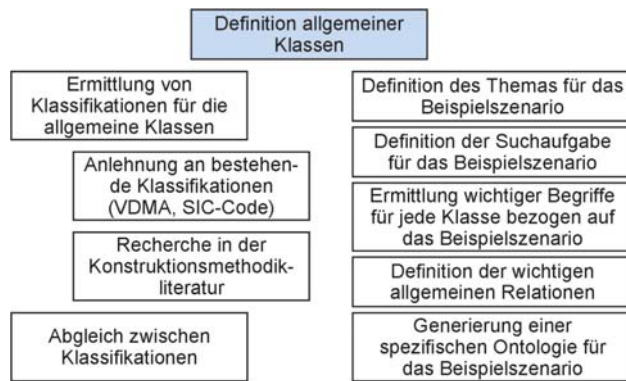 Definition allgemeiner
Klassen
Ermittlung von
Klassifikationen für die
allgemeine Klassen
Anlehnung an bestehen-
de Klassifikationen
(VDMA, SIC-Code)
Recherche in der
Konstruktionsmethodik-
literatur
Abgleich zwischen
Klassifikationen
Definition des Themas für das
Beispielszenario
Definition der Suchaufgabe
für das Beispielszenario
Ermittlung wichtiger Begriffe
für jede Klasse bezogen auf
das Beispielszenario
Definition der wichtigen
allgemeinen Relationen
Generierung einer
spezifischen Ontologie für
das Beispielszenario